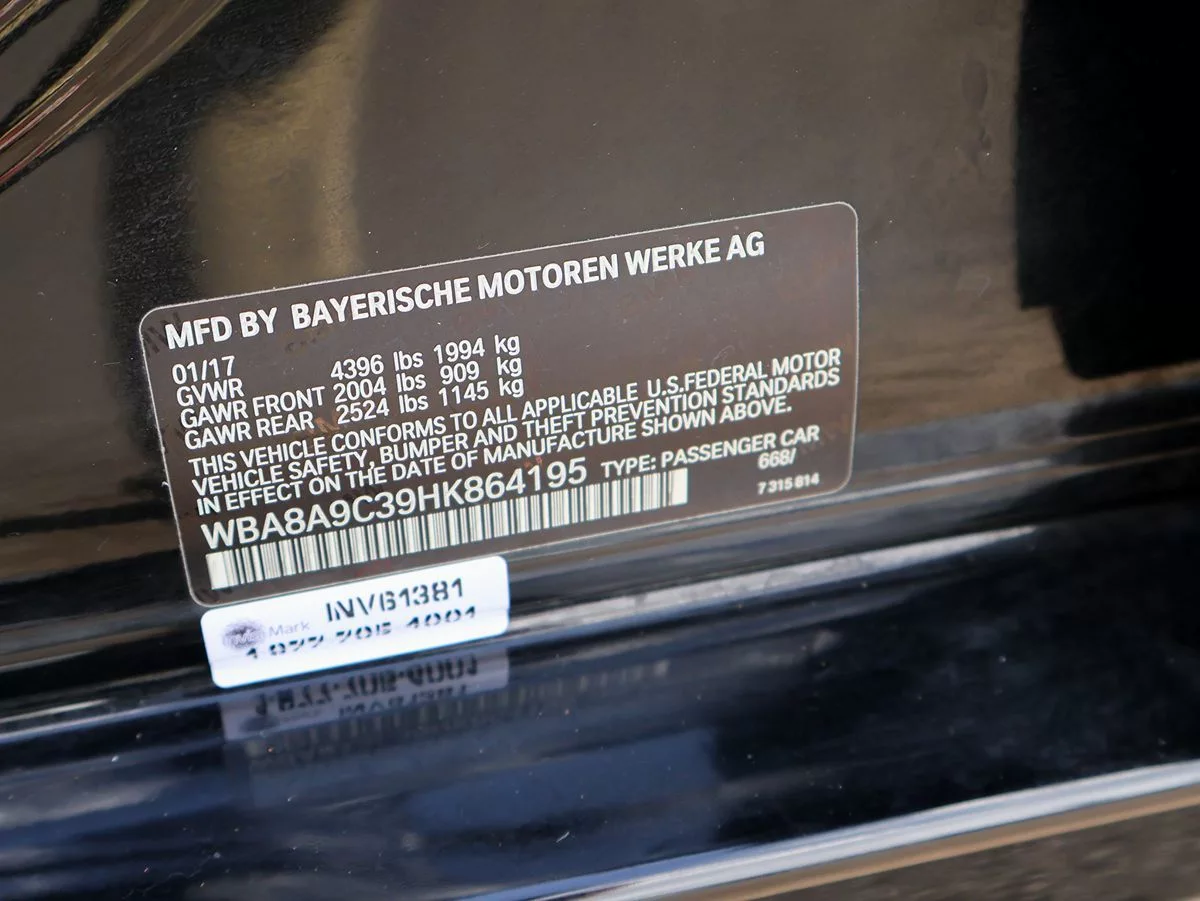 MFD BY BAYERISCHE MOTOREN WERKE AG
01/17
GVWR 4396 lbs 1994 kg
GAWR FRONT 2004 lbs 909 kg
GAWR REAR 2524 lbs 1145 kg
THIS VEHICLE CONFORMS TO ALL APPLICABLE U.S.FEDERAL MOTOR
VEHICLE SAFETY, BUMPER AND THEFT PREVENTION STANDARDS
IN EFFECT ON THE DATE OF MANUFACTURE SHOWN ABOVE.
WBA8A9C39HK864195 TYPE: PASSENGER CAR
668/
7 315 814
Mark INV61381